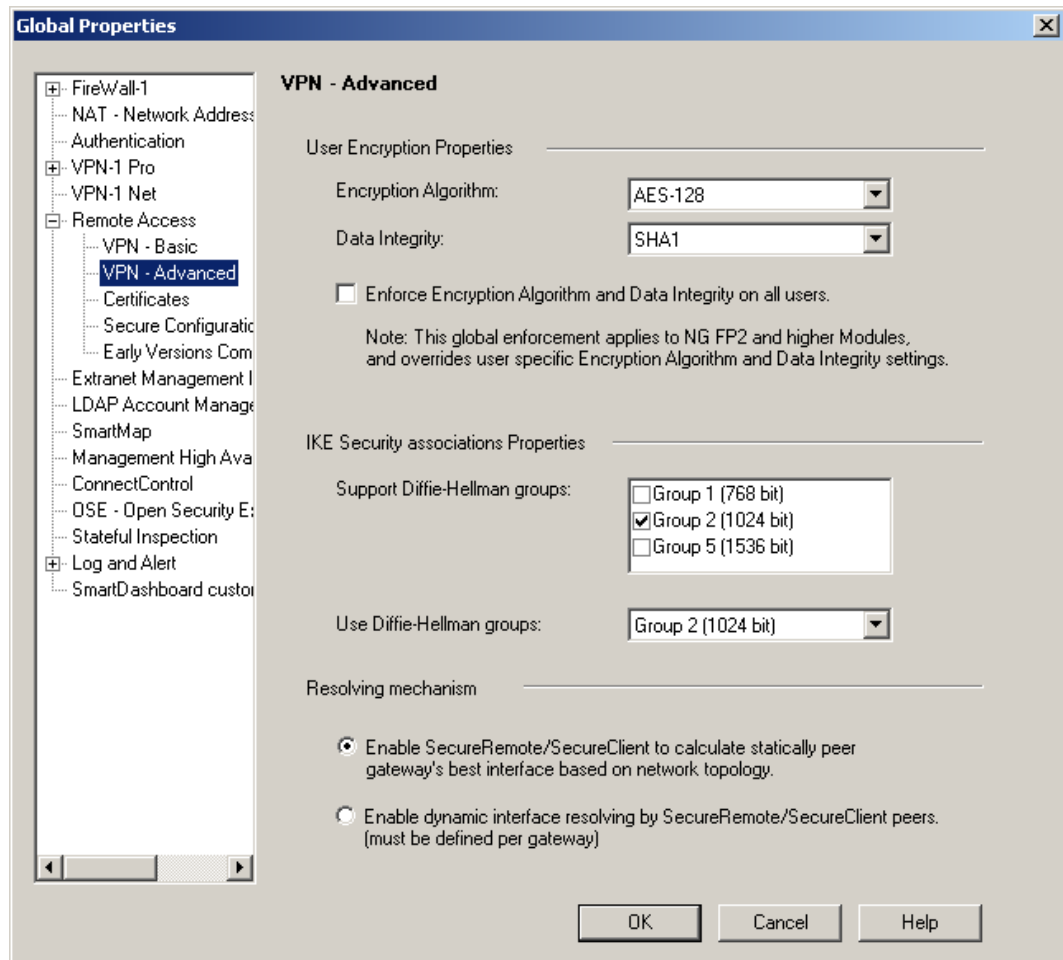 Global Properties
FireWall-1
NAT - Network Address
Authentication
VPN-1 Pro
VPN-1 Net
Remote Access
VPN - Basic
VPN - Advanced
Certificates
Secure Configuratio
Early Versions Com
Extranet Management I
LDAP Account Manage
SmartMap
Management High Ava
ConnectControl
OSE - Open Security E
Stateful Inspection
Log and Alert
SmartDashboard custo
VPN - Advanced
User Encryption Properties
Encryption Algorithm:
AES-128
Data Integrity:
SHA1
Enforce Encryption Algorithm and Data Integrity on all users.
Note: This global enforcement applies to NG FP2 and higher Modules,
and overrides user specific Encryption Algorithm and Data Integrity settings.
IKE Security associations Properties
Support Diffie-Hellman groups:
Group 1 (768 bit)
Group 2 (1024 bit)
Group 5 (1536 bit)
Use Diffie-Hellman groups:
Group 2 (1024 bit)
Resolving mechanism
Enable SecureRemote/SecureClient to calculate statically peer
gateway's best interface based on network topology.
Enable dynamic interface resolving by SecureRemote/SecureClient peers.
(must be defined per gateway)
OK
Cancel
Help